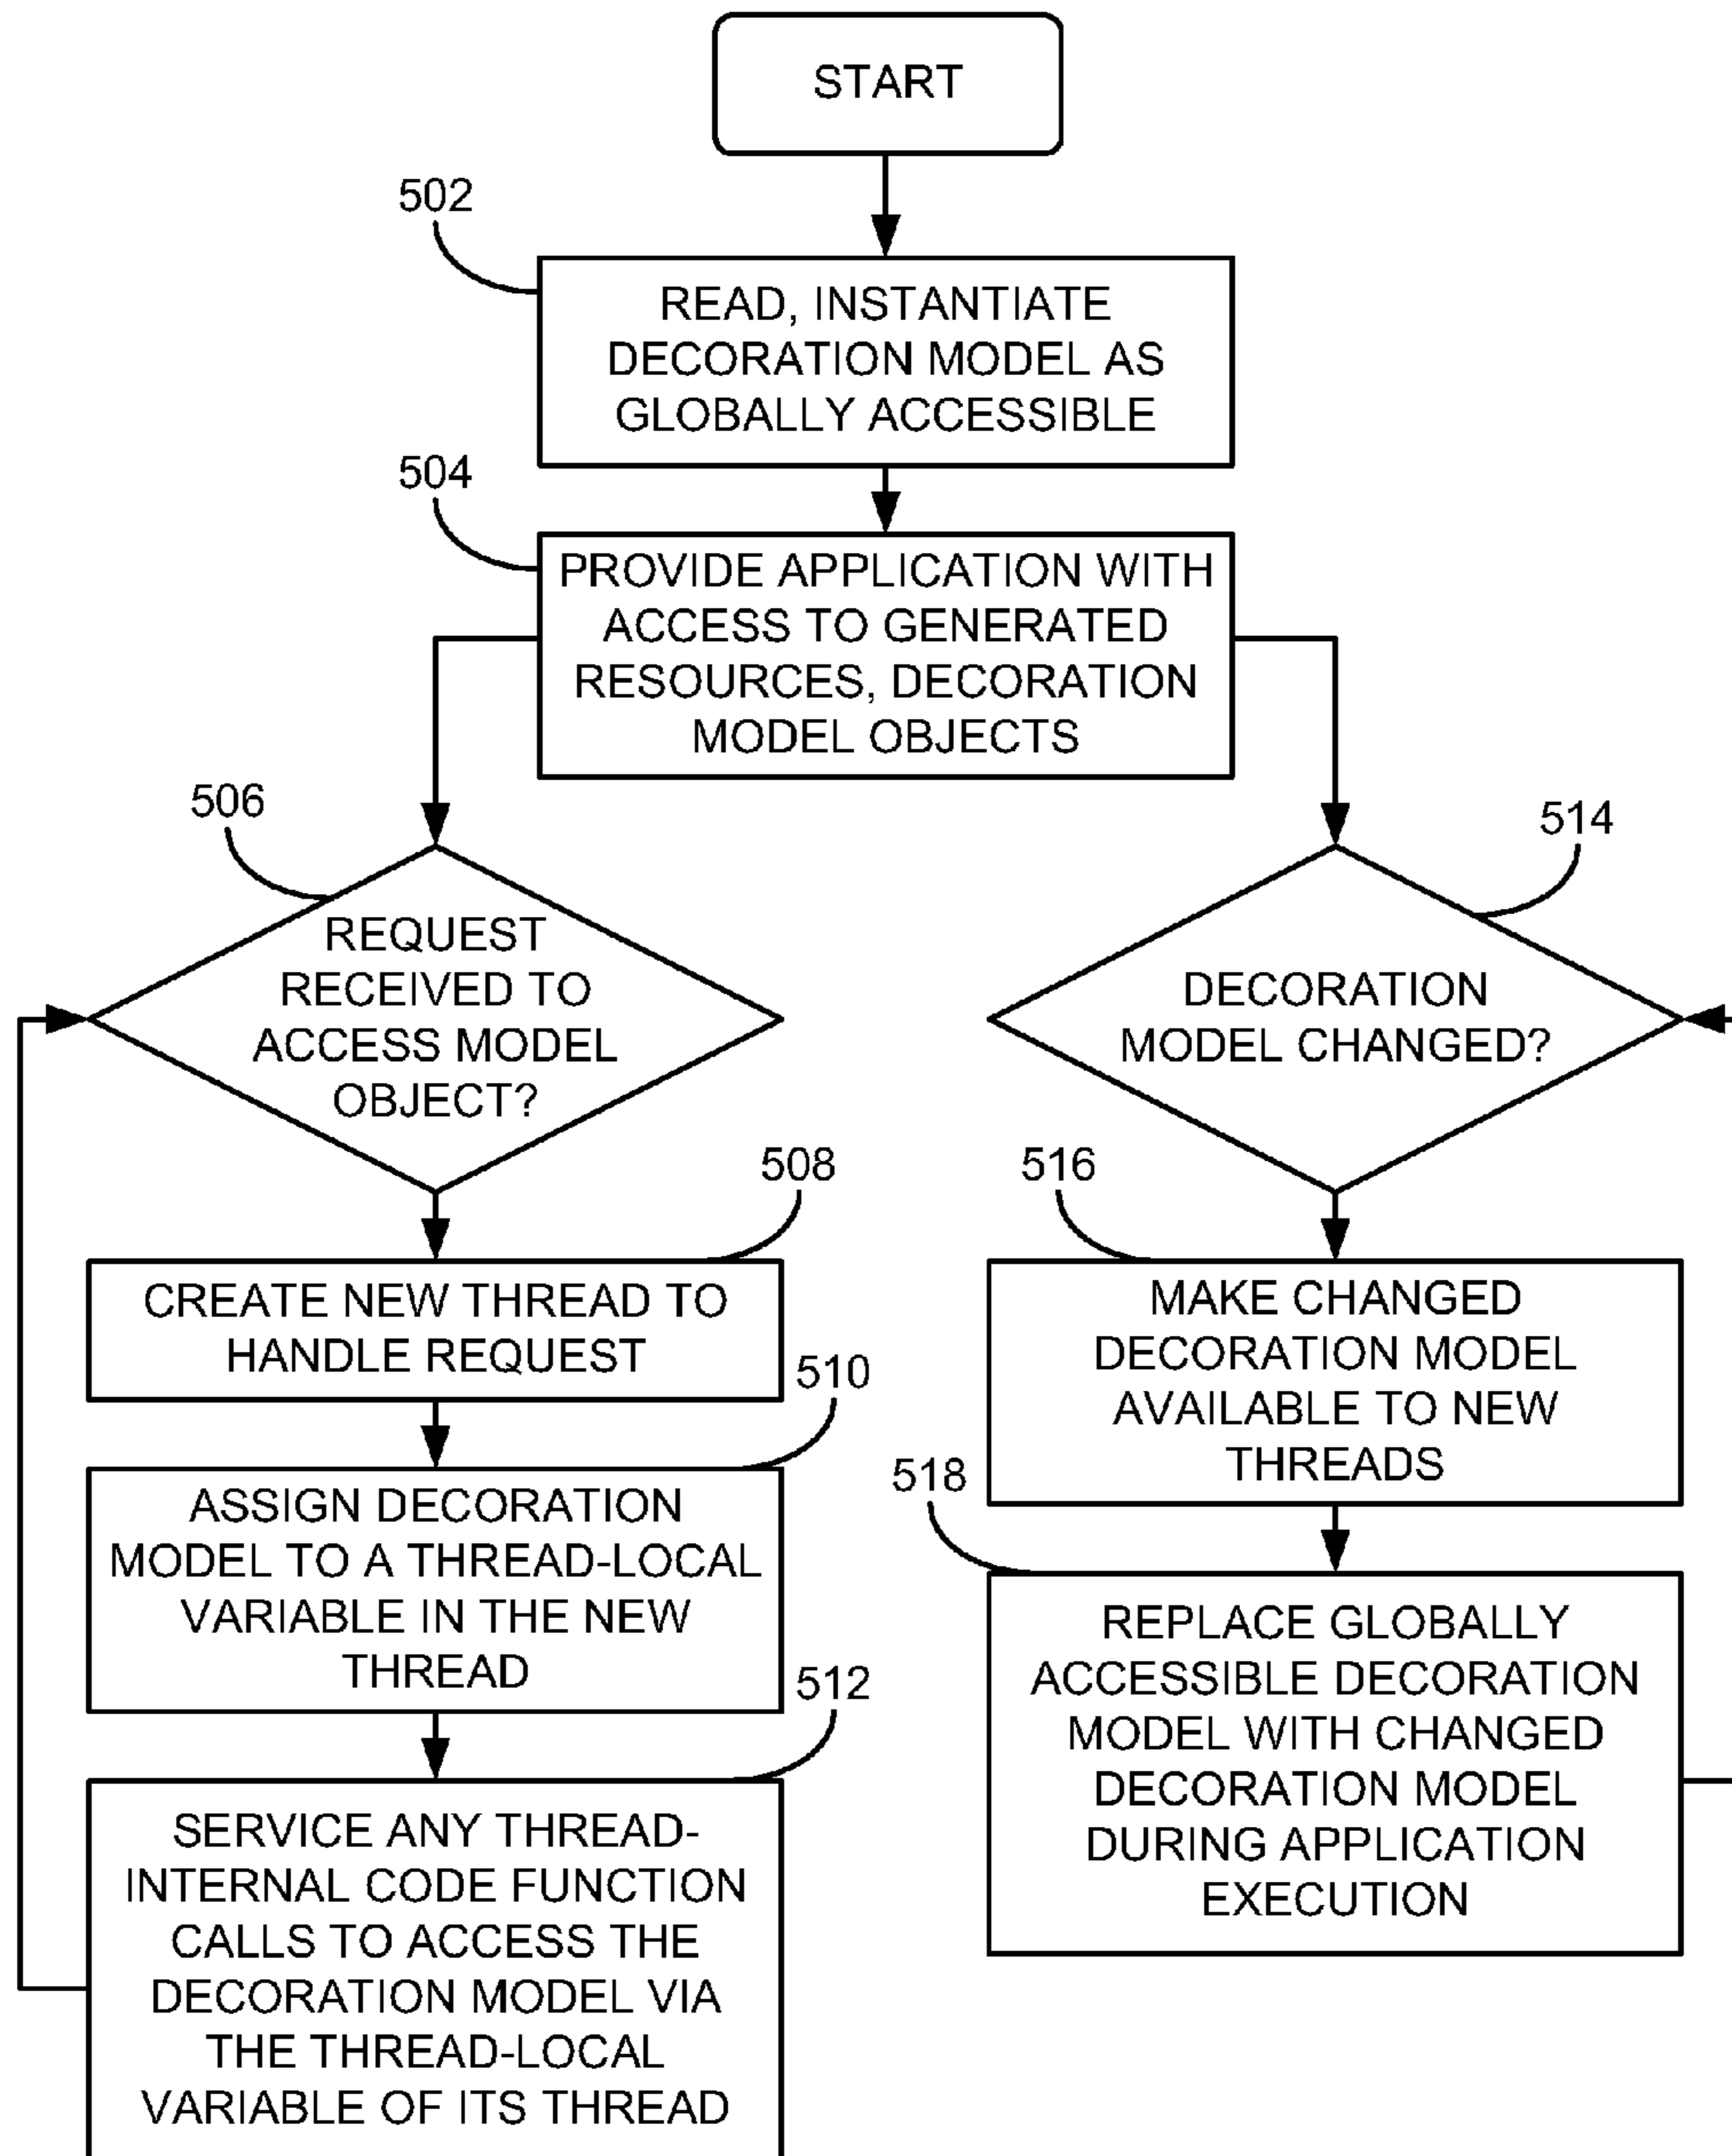 START
502
READ, INSTANTIATE
DECORATION MODEL AS
GLOBALLY ACCESSIBLE
504
PROVIDE APPLICATION WITH
ACCESS TO GENERATED
RESOURCES, DECORATION
MODEL OBJECTS
506
REQUEST
RECEIVED TO
ACCESS MODEL
OBJECT?
508
CREATE NEW THREAD TO
HANDLE REQUEST
510
ASSIGN DECORATION
MODEL TO A THREAD-LOCAL
VARIABLE IN THE NEW
THREAD
512
SERVICE ANY THREAD-
INTERNAL CODE FUNCTION
CALLS TO ACCESS THE
DECORATION MODEL VIA
THE THREAD-LOCAL
VARIABLE OF ITS THREAD
514
DECORATION
MODEL CHANGED?
516
MAKE CHANGED
DECORATION MODEL
AVAILABLE TO NEW
THREADS
518
REPLACE GLOBALLY
ACCESSIBLE DECORATION
MODEL WITH CHANGED
DECORATION MODEL
DURING APPLICATION
EXECUTION